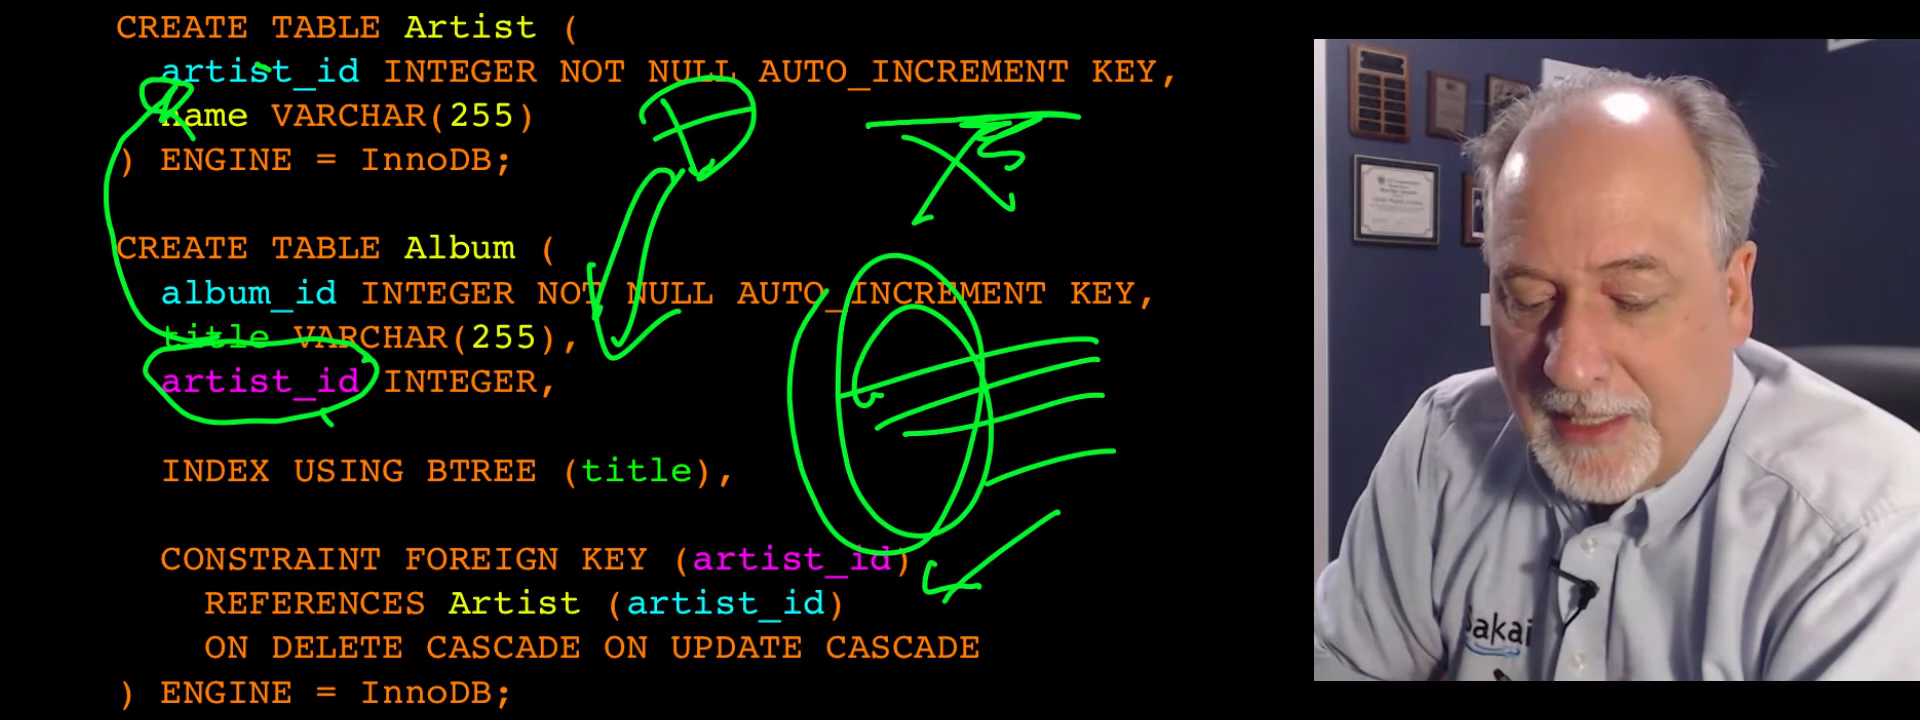 CREATE TABLE Artist (
artist_id INTEGER NOT NULL AUTO_INCREMENT KEY,
name VARCHAR(255)
) ENGINE = InnoDB;
CREATE TABLE Album (
album_id INTEGER NOT NULL AUTO_INCREMENT KEY,
title VARCHAR(255),
artist_id INTEGER,
INDEX USING BTREE (title),
CONSTRAINT FOREIGN KEY (artist_id)
REFERENCES Artist (artist_id)
ON DELETE CASCADE ON UPDATE CASCADE
) ENGINE = InnoDB;
Sakai